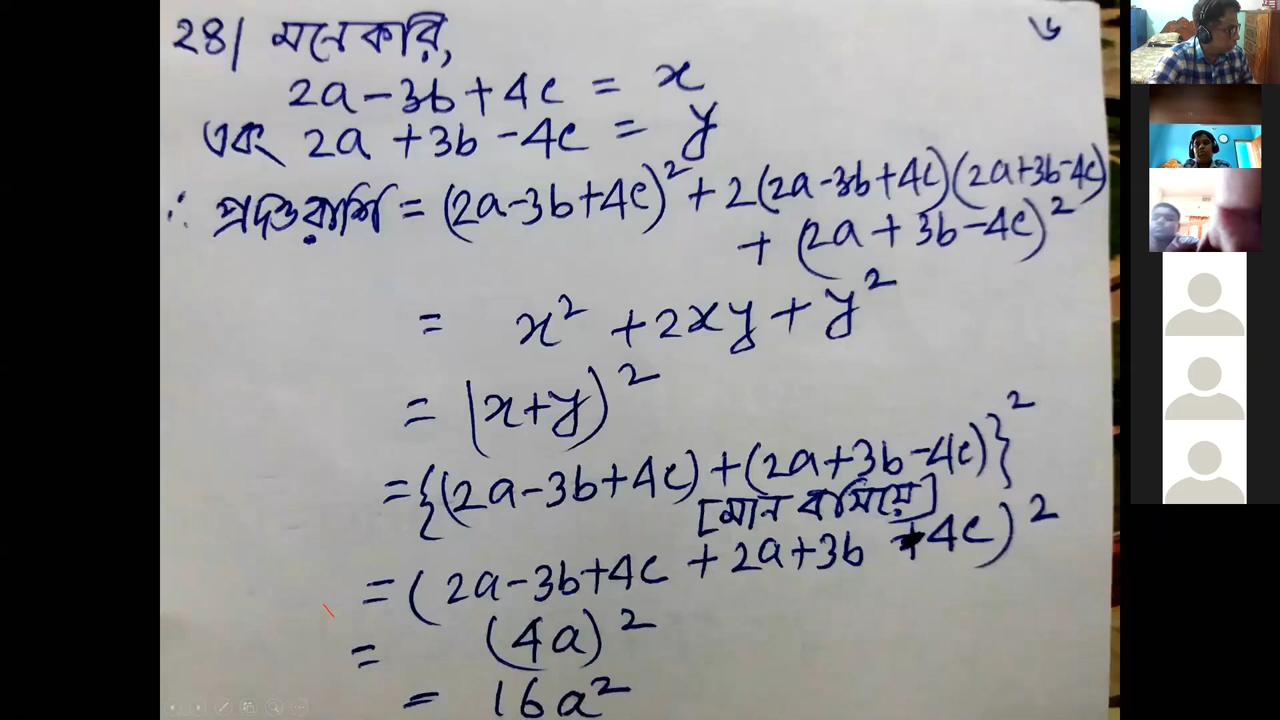 28| মনেকরি, ৬
2a-3b+4c = x
এবং 2a+3b-4c = y
∴ প্রদত্তরাশি = (2a-3b+4c)² + 2(2a-3b+4c)(2a+3b-4c)
+ (2a+3b-4c)²
= x² + 2xy + y²
= (x+y)²
= {(2a-3b+4c)+(2a+3b-4c)}²
[মান বসিয়ে]
= (2a-3b+4c + 2a+3b -4c)²
= (4a)²
= 16a²